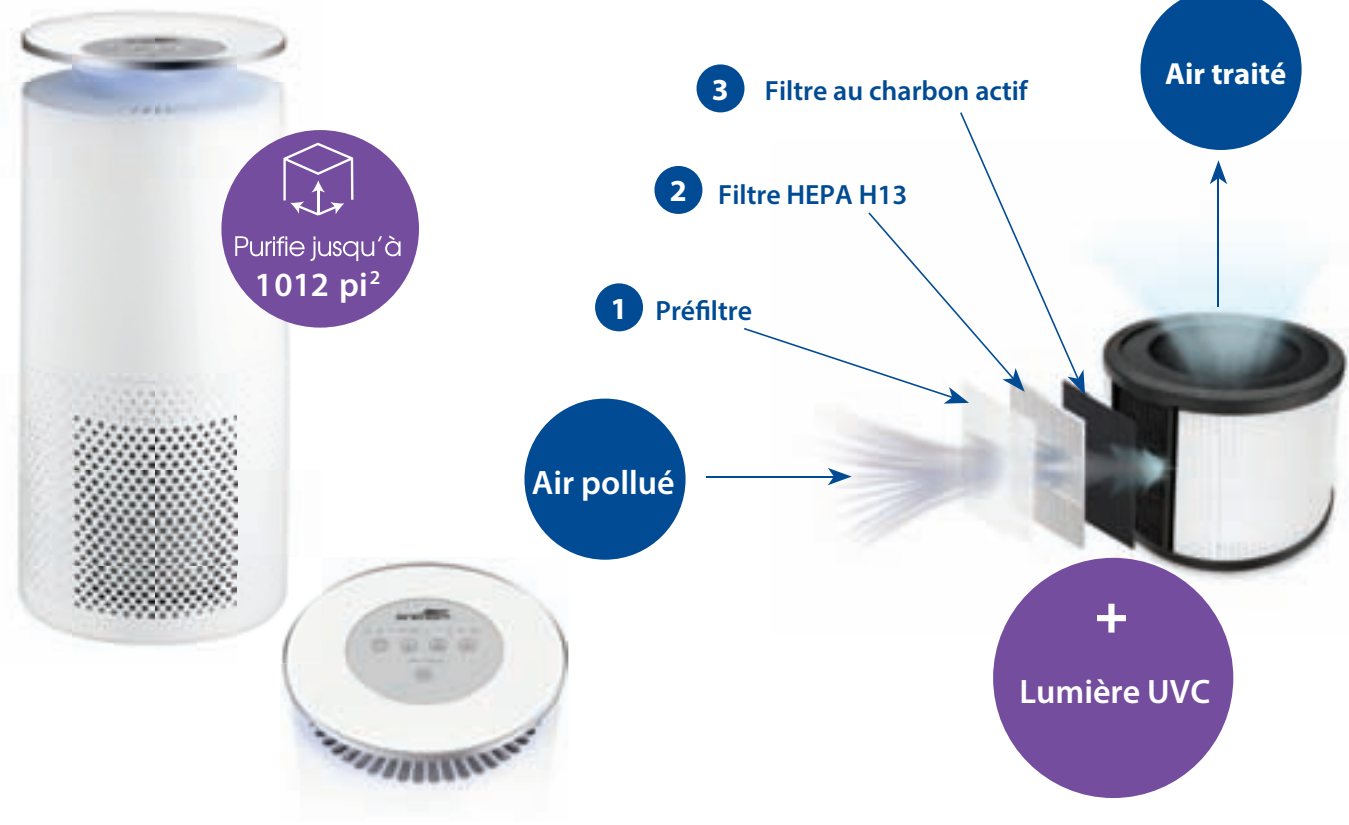 Purifie jusqu'à
1012 pi²
3 Filtre au charbon actif
2 Filtre HEPA H13
1 Préfiltre
Air pollué
Air traité
+
Lumière UVC